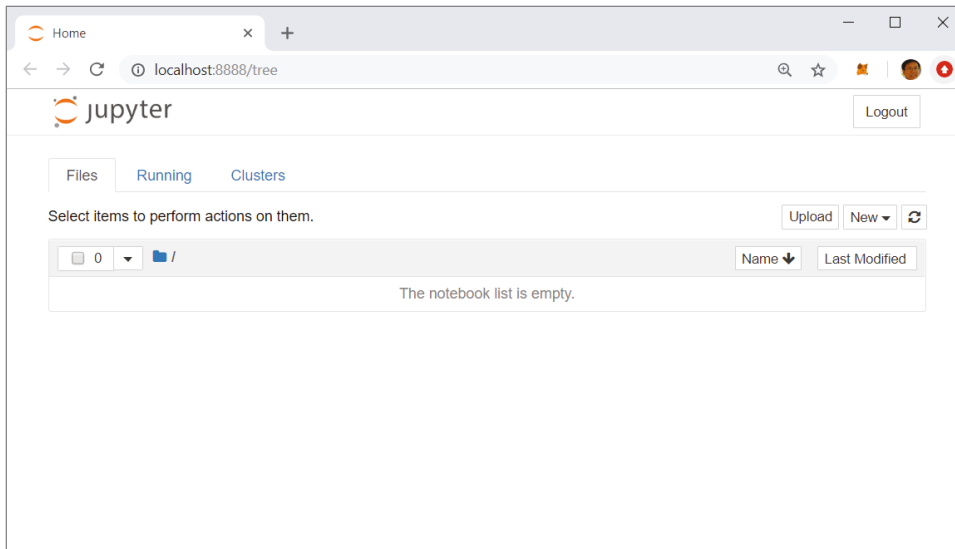 Home
localhost:8888/tree
jupyter
Logout
Files Running Clusters
Select items to perform actions on them.
Upload New
0 /
Name Last Modified
The notebook list is empty.